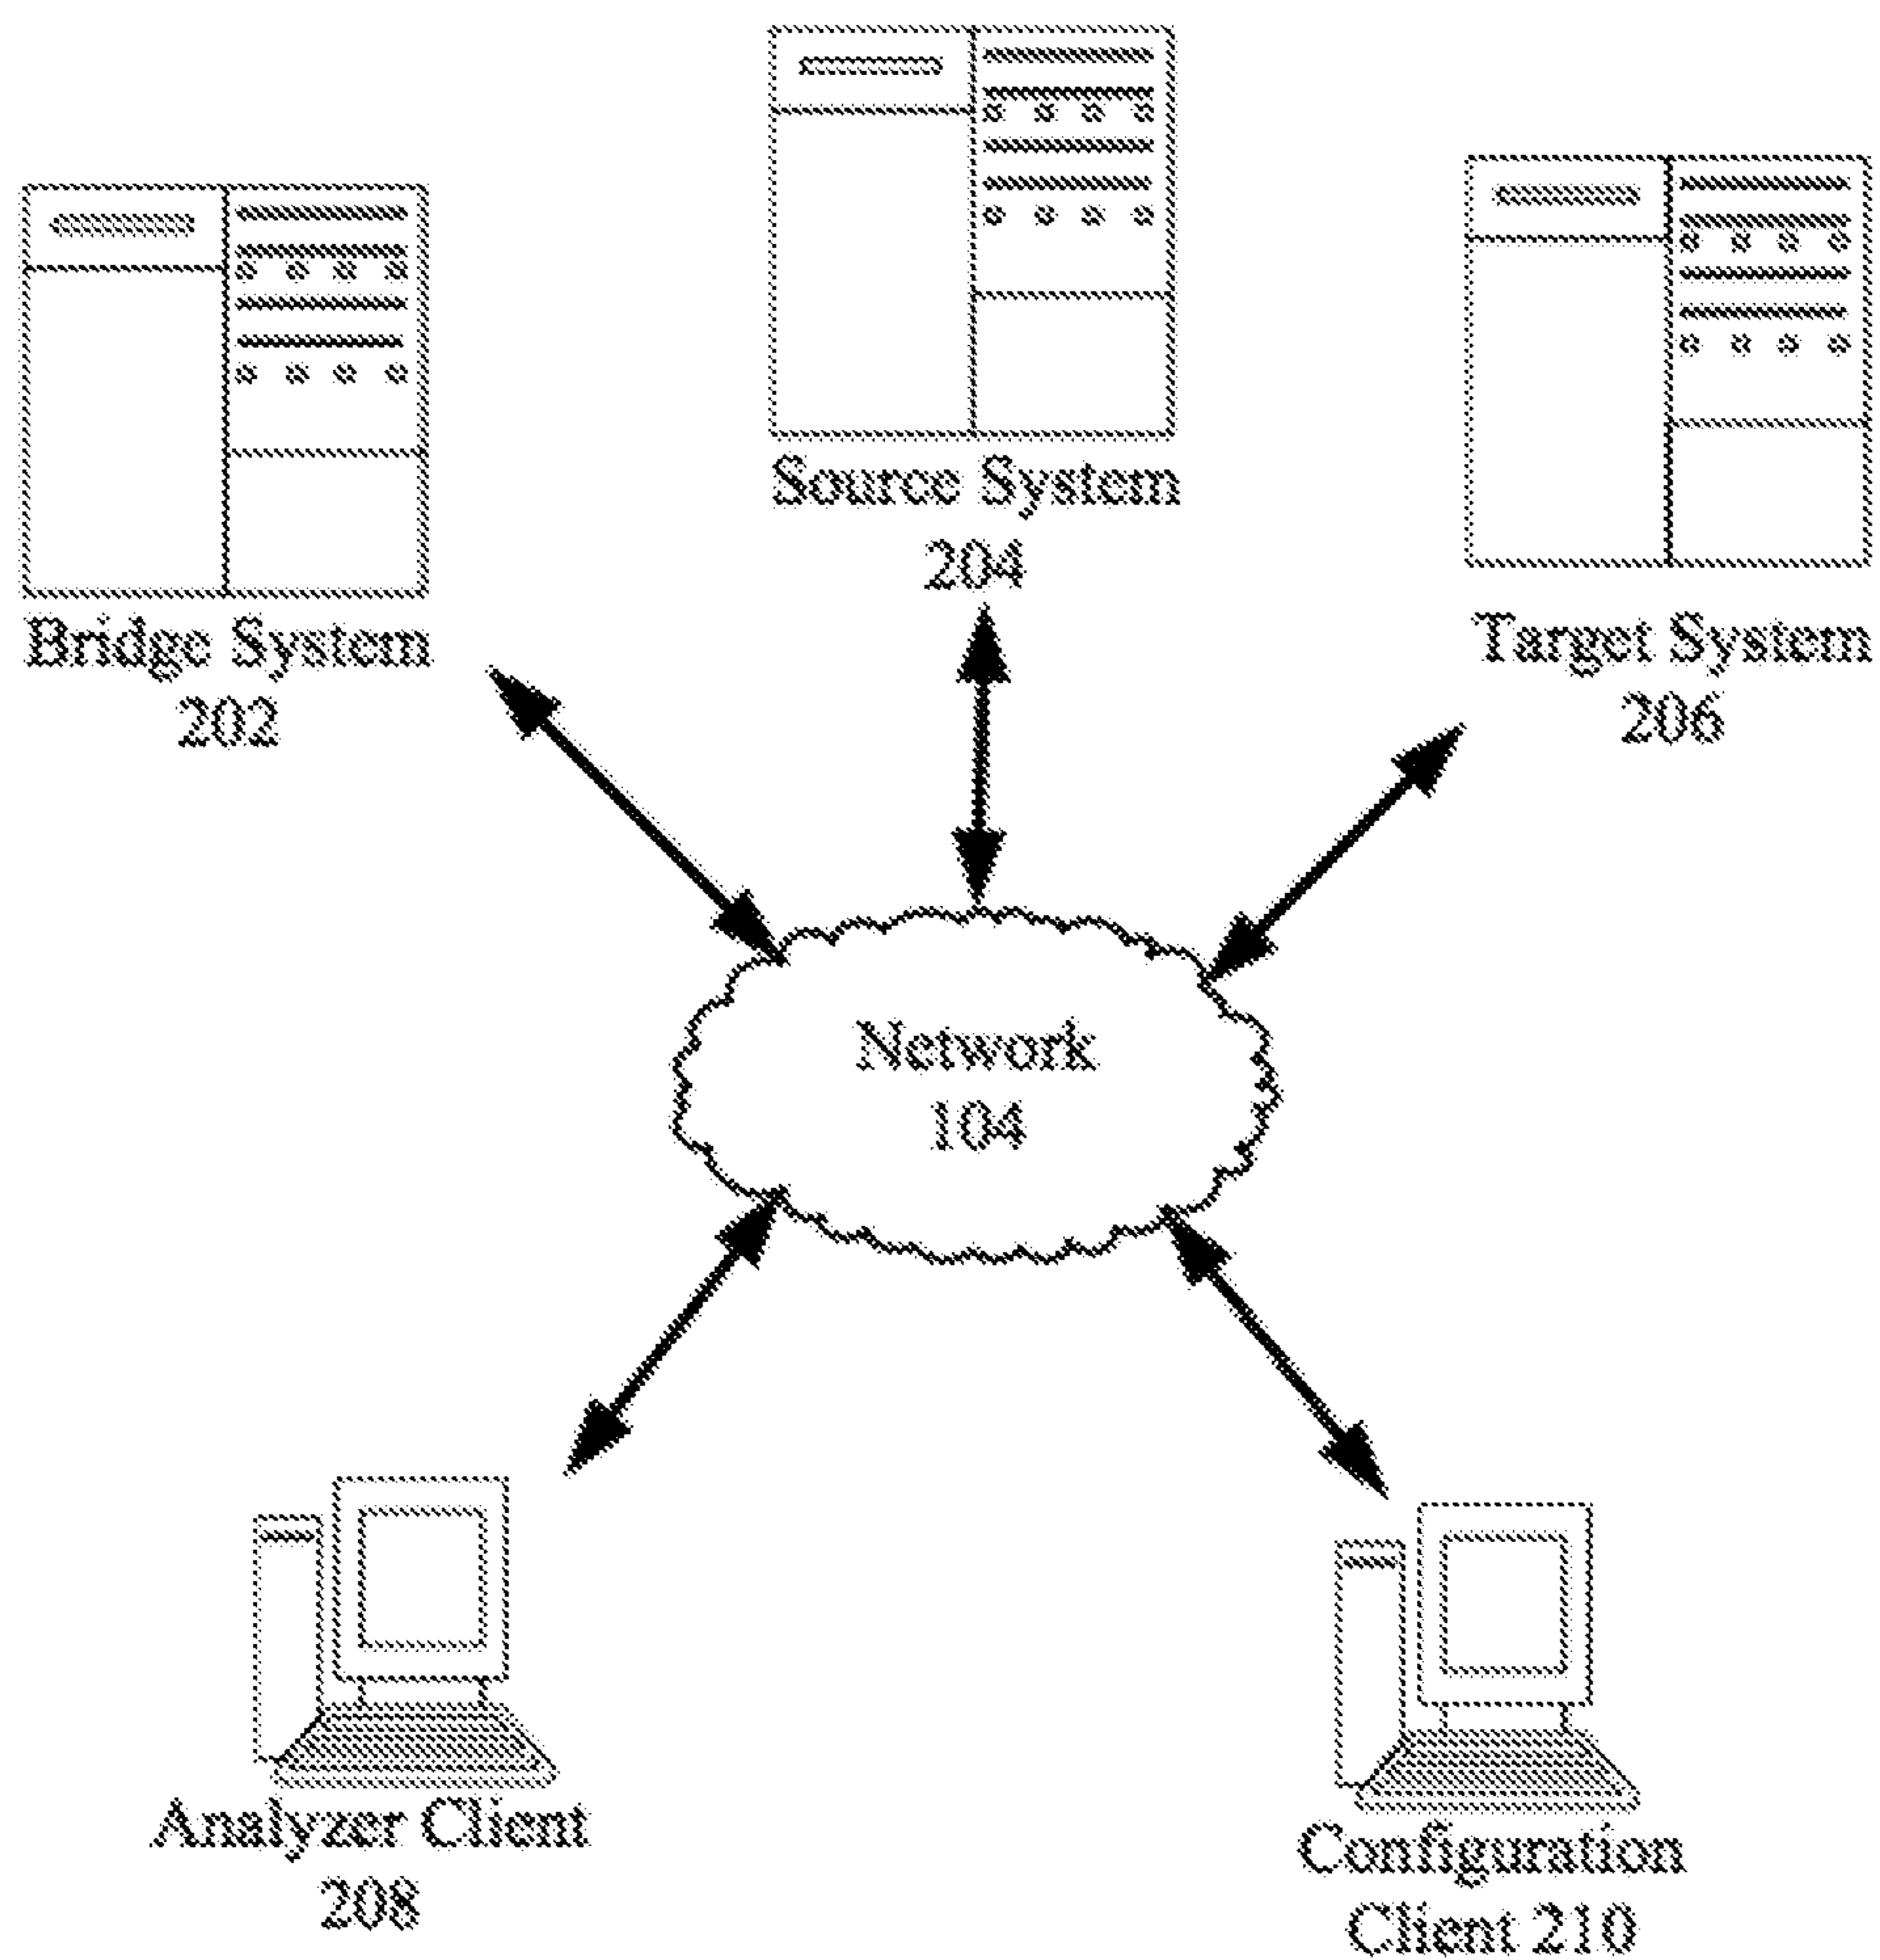 Source System
204
Bridge System
202
Target System
206
Network
104
Analyzer Client
208
Configuration
Client 210